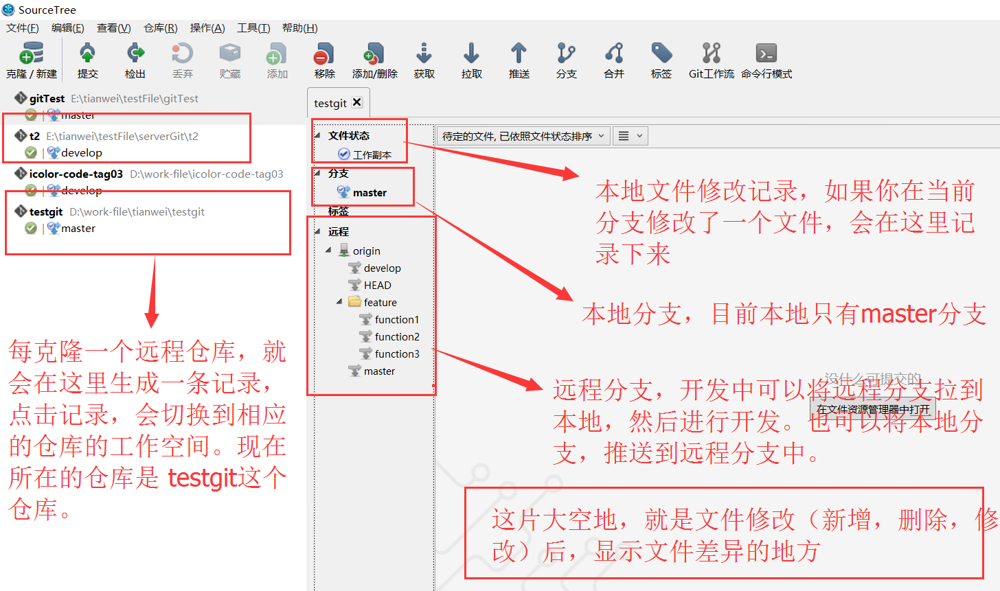 SourceTree
文件(F) 编辑(E) 查看(V) 仓库(R) 操作(A) 工具(T) 帮助(H)
克隆 / 新建 提交 检出 丢弃 贮藏 添加 移除 添加/删除 获取 拉取 推送 分支 合并 标签 Git工作流 命令行模式
gitTest E:\tianwei\testFile\gitTest
master
t2 E:\tianwei\testFile\serverGit\t2
develop
icolor-code-tag03 D:\work-file\icolor-code-tag03
develop
testgit D:\work-file\tianwei\testgit
master
每克隆一个远程仓库，就
会在这里生成一条记录，
点击记录，会切换到相应
的仓库的工作空间。现在
所在的仓库是 testgit这个
仓库。
testgit
文件状态
工作副本
分支
master
标签
远程
origin
develop
HEAD
feature
function1
function2
function3
master
待定的文件, 已依照文件状态排序
本地文件修改记录，如果你在当前
分支修改了一个文件，会在这里记
录下来
本地分支，目前本地只有master分支
没什么可提交的
在文件资源管理器中打开
远程分支，开发中可以将远程分支拉到
本地，然后进行开发。也可以将本地分
支，推送到远程分支中。
这片大空地，就是文件修改（新增，删除，修
改）后，显示文件差异的地方